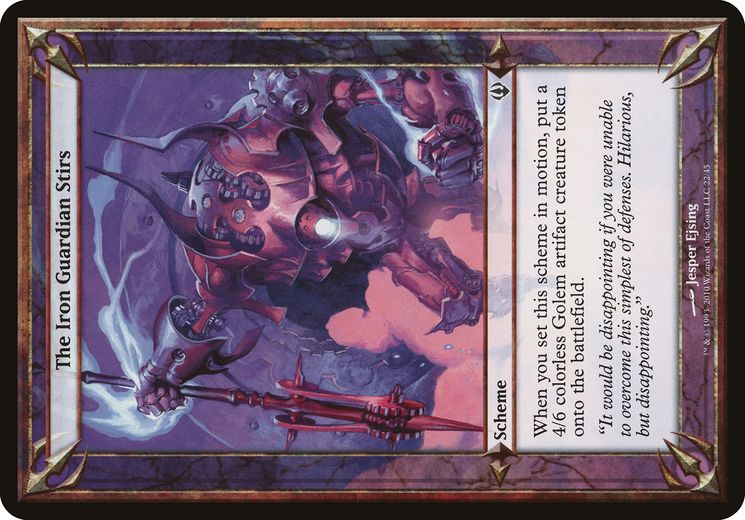 The Iron Guardian Stirs
Scheme
When you set this scheme in motion, put a
4/6 colorless Golem artifact creature token
onto the battlefield.
“It would be disappointing if you were unable
to overcome this simplest of defenses. Hilarious,
but disappointing.”
Jesper Ejsing
™ & © 1993–2010 Wizards of the Coast LLC 22/45